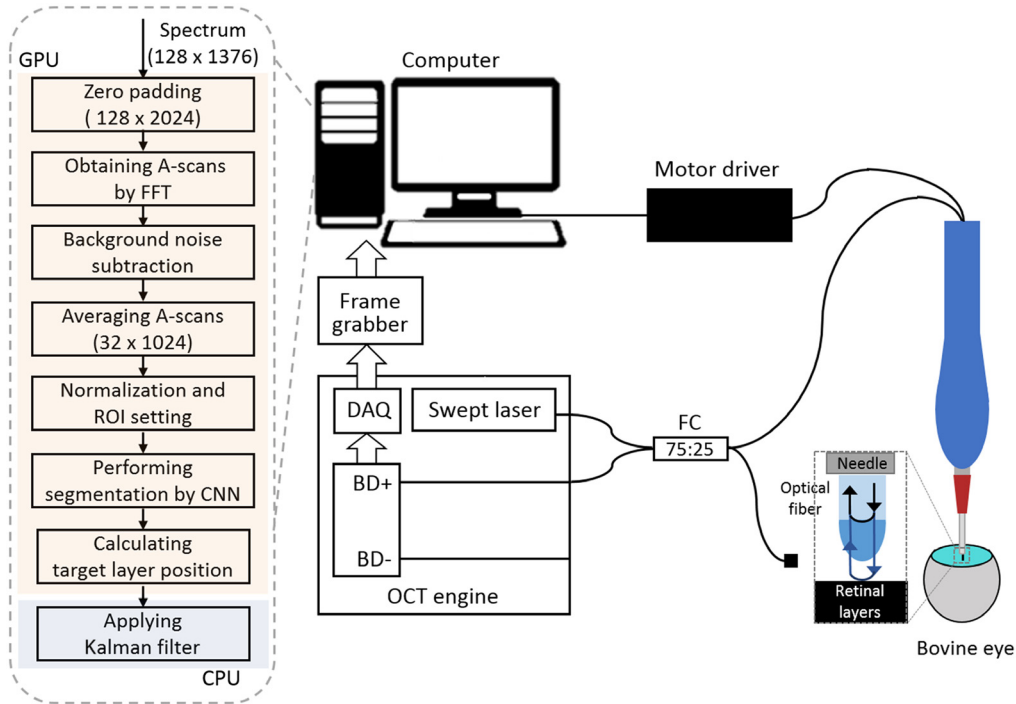 Spectrum
(128 x 1376)
GPU
Zero padding
( 128 x 2024)
Obtaining A-scans
by FFT
Background noise
subtraction
Averaging A-scans
(32 x 1024)
Normalization and
ROI setting
Performing
segmentation by CNN
Calculating
target layer position
Applying
Kalman filter
CPU
Computer
Motor driver
Frame
grabber
DAQ
Swept laser
BD+
BD-
OCT engine
FC
75:25
Needle
Optical
fiber
Retinal
layers
Bovine eye